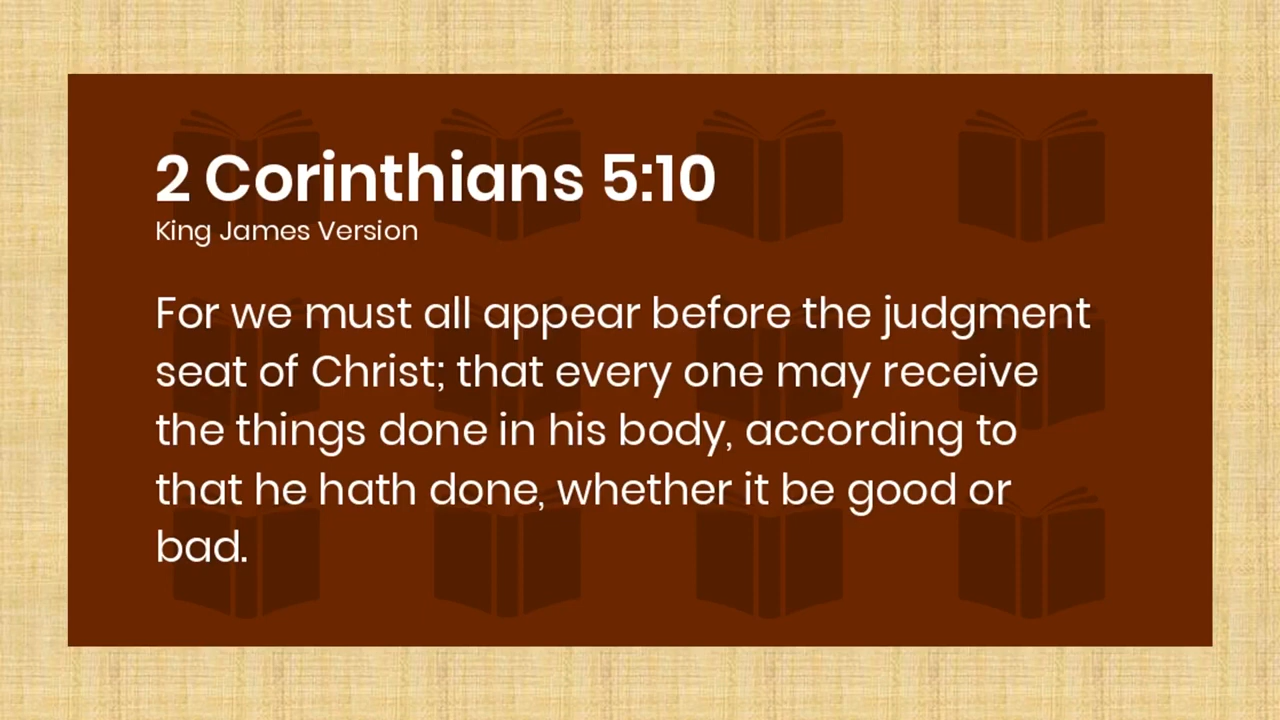 2 Corinthians 5:10
King James Version
For we must all appear before the judgment
seat of Christ; that every one may receive
the things done in his body, according to
that he hath done, whether it be good or
bad.